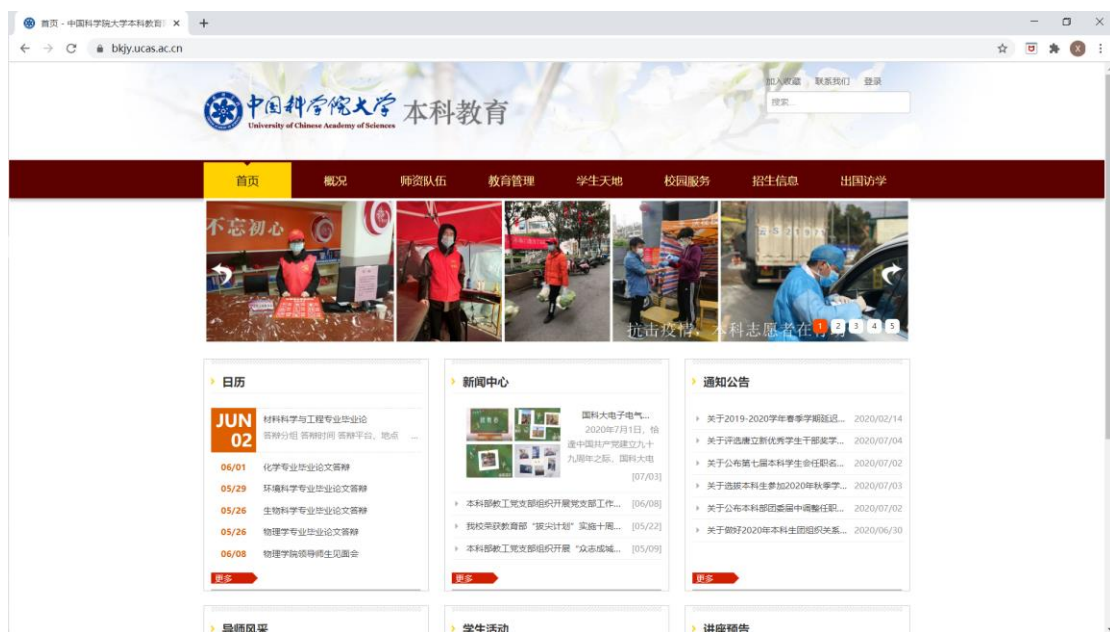 首页 - 中国科学院大学本科教育
bkjy.ucas.ac.cn
加入收藏 联系我们 登录
搜索...
中国科学院大学 本科教育
University of Chinese Academy of Sciences
首页 概况 师资队伍 教育管理 学生天地 校园服务 招生信息 出国访学
不忘初心
抗击疫情,本科志愿者在
1 2 3 4 5
日历
JUN
02
材料科学与工程专业毕业论
答辩分组 答辩时间 答辩平台、地点 ...
06/01 化学专业毕业论文答辩
05/29 环境科学专业毕业论文答辩
05/26 生物科学专业毕业论文答辩
05/26 物理学专业毕业论文答辩
06/08 物理学院领导师生见面会
更多
新闻中心
国科大电子电气...
2020年7月1日,恰
逢中国共产党建立九十
九周年之际,国科大电
[07/03]
本科部教工党支部组织开展党支部工作... [06/08]
我校荣获教育部“拔尖计划”实施十周... [05/22]
本科部教工党支部组织开展“众志成城... [05/09]
更多
通知公告
关于2019-2020学年春季学期延迟... 2020/02/14
关于评选唐立新优秀学生干部奖学... 2020/07/04
关于公布第七届本科学生会任职名... 2020/07/02
关于选拔本科生参加2020年秋季学... 2020/07/03
关于公布本科部团委届中调整任职... 2020/07/02
关于做好2020年本科生团组织关系... 2020/06/30
更多
导师风采
学生活动
讲座预告